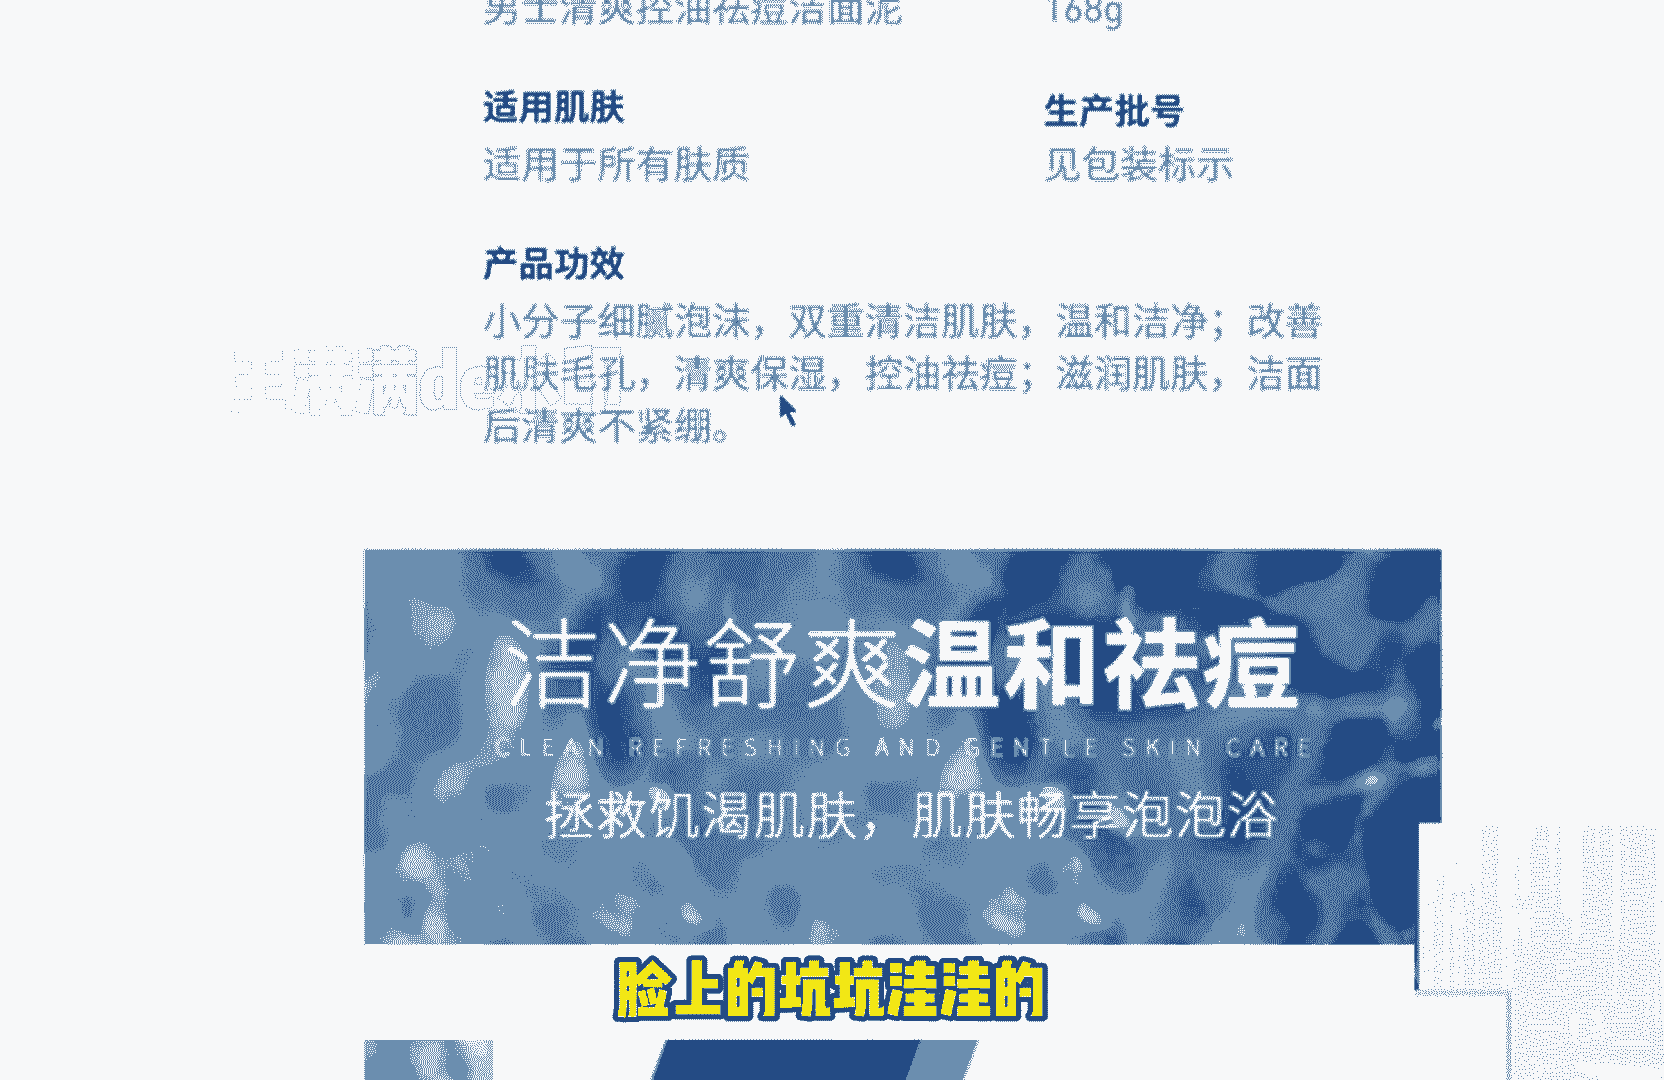 男士清爽控油祛痘洁面泥
168g
适用肌肤
生产批号
适用于所有肤质
见包装标示
产品功效
小分子细腻泡沫，双重清洁肌肤，温和洁净；改善
肌肤毛孔，清爽保湿，控油祛痘；滋润肌肤，洁面
后清爽不紧绷。
洁净舒爽温和祛痘
CLEAN REFRESHING AND GENTLE SKIN CARE
拯救饥渴肌肤，肌肤畅享泡泡浴
脸上的坑坑洼洼的